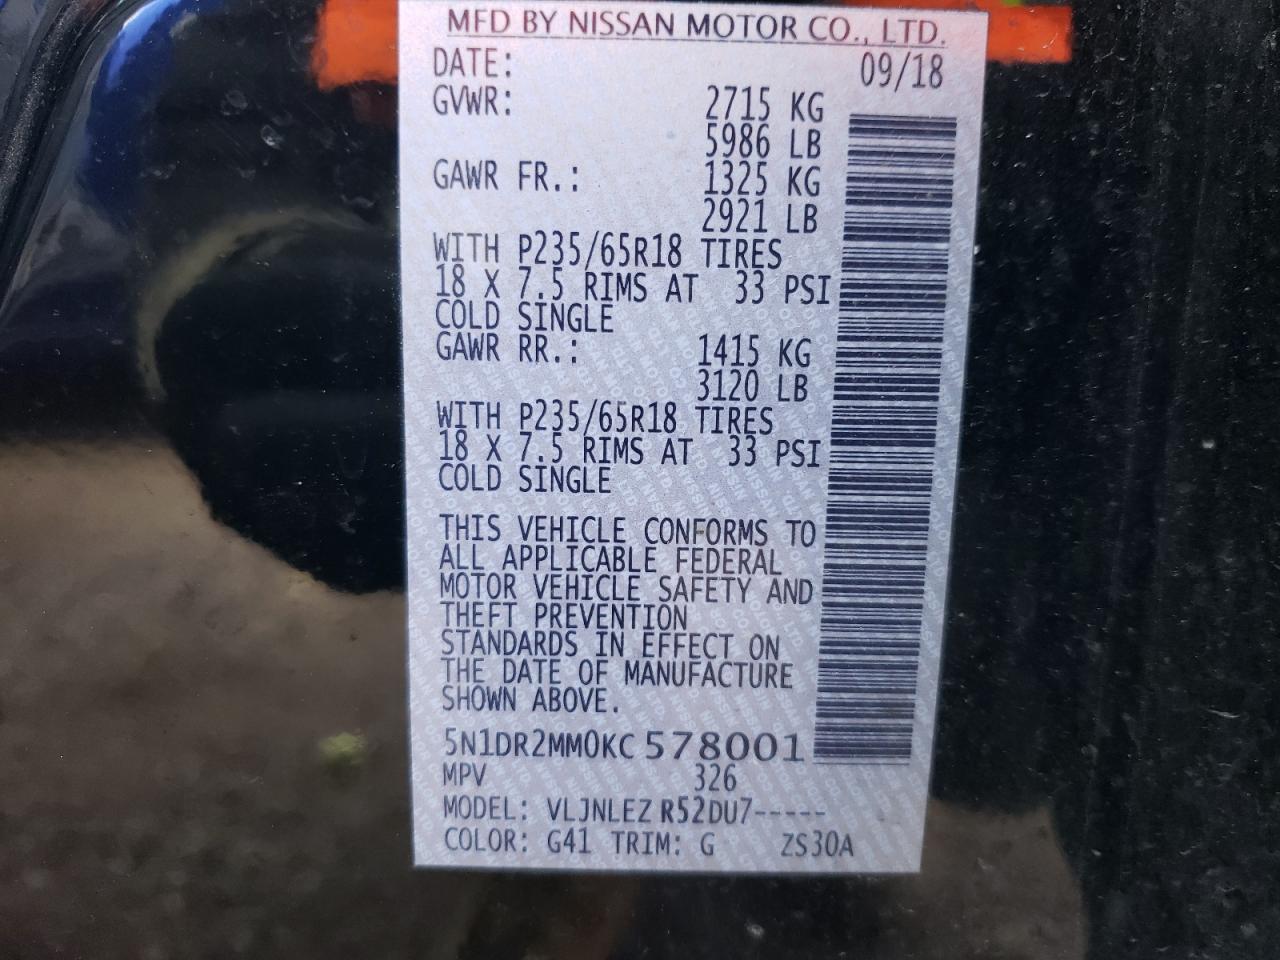 MFD BY NISSAN MOTOR CO., LTD.
DATE: 09/18
GVWR: 2715 KG
5986 LB
GAWR FR.: 1325 KG
2921 LB
WITH P235/65R18 TIRES
18 X 7.5 RIMS AT 33 PSI
COLD SINGLE
GAWR RR.: 1415 KG
3120 LB
WITH P235/65R18 TIRES
18 X 7.5 RIMS AT 33 PSI
COLD SINGLE
THIS VEHICLE CONFORMS TO
ALL APPLICABLE FEDERAL
MOTOR VEHICLE SAFETY AND
THEFT PREVENTION
STANDARDS IN EFFECT ON
THE DATE OF MANUFACTURE
SHOWN ABOVE.
5N1DR2MM0KC578001
MPV 326
MODEL: VLJNLEZ R52DU7-----
COLOR: G41 TRIM: G ZS30A